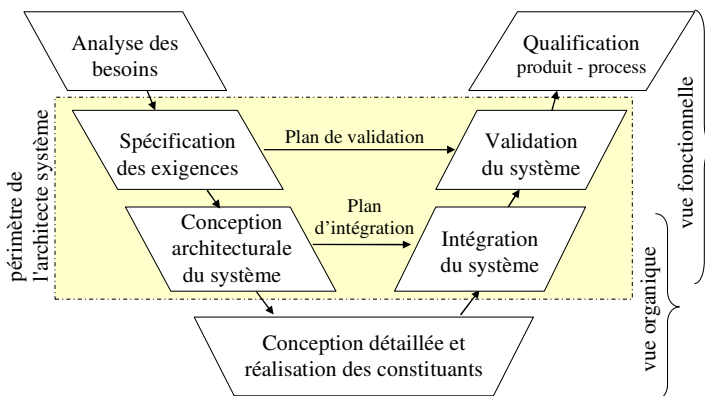 Analyse des
besoins
Qualification
produit - process
Spécification
des exigences
Plan de validation
Validation
du système
Conception
architecturale
du système
Plan
d'intégration
Intégration
du système
Conception détaillée et
réalisation des constituants
périmètre de
l'architecte système
vue fonctionnelle
vue organique